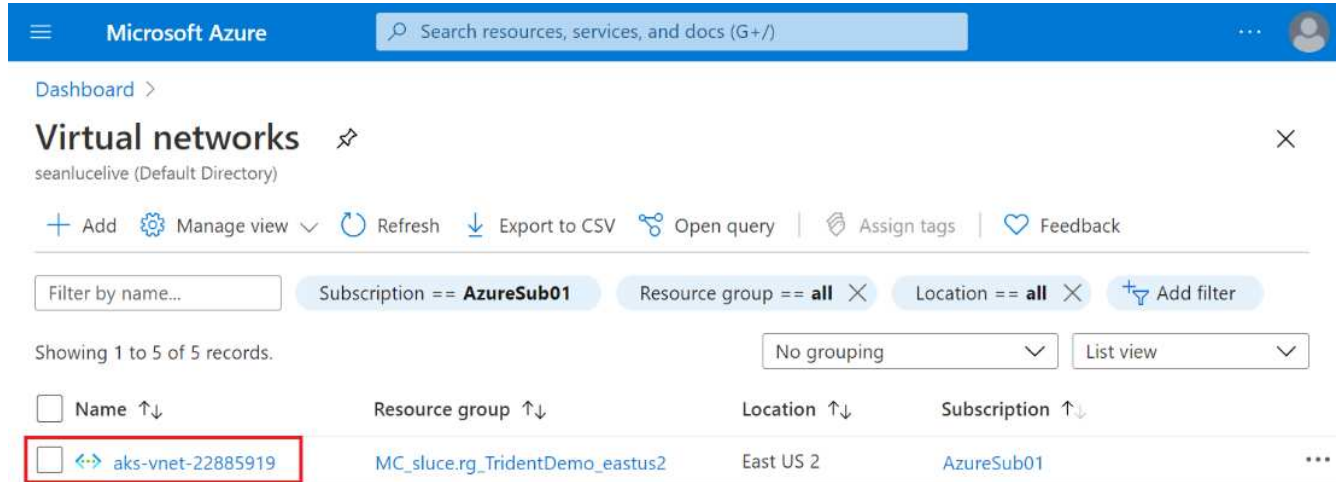 Microsoft Azure Search resources, services, and docs (G+/) ...
Dashboard >
Virtual networks
seanlucelive (Default Directory)
Add Manage view Refresh Export to CSV Open query Assign tags Feedback
Filter by name... Subscription == AzureSub01 Resource group == all Location == all Add filter
Showing 1 to 5 of 5 records. No grouping List view
Name ↑↓ Resource group ↑↓ Location ↑↓ Subscription ↑↓
aks-vnet-22885919 MC_sluce.rg_TridentDemo_eastus2 East US 2 AzureSub01 ...